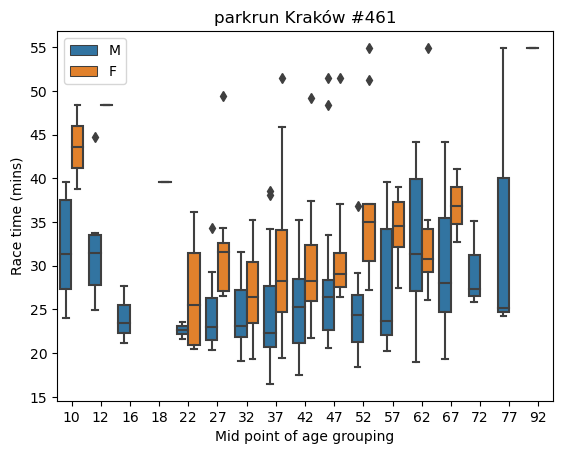 parkrun Kraków #461
M
F
Race time (mins)
55
50
45
40
35
30
25
20
15
10 12 16 18 22 27 32 37 42 47 52 57 62 67 72 77 92
Mid point of age grouping